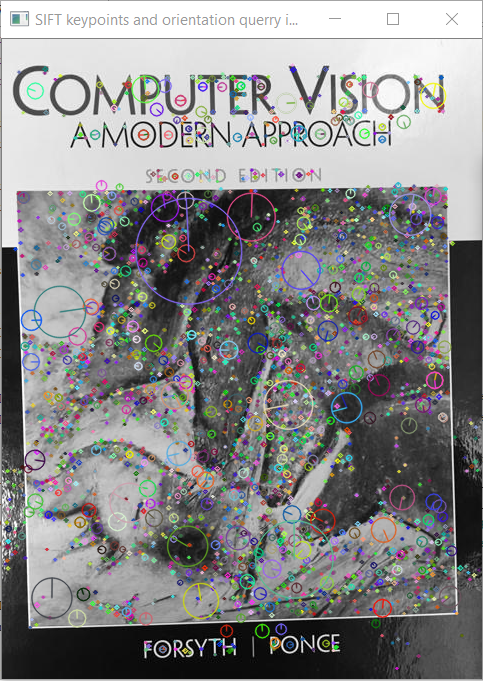 SIFT keypoints and orientation querry i...
COMPUTER VISION
A MODERN APPROACH
SECOND EDITION
FORSYTH | PONCE